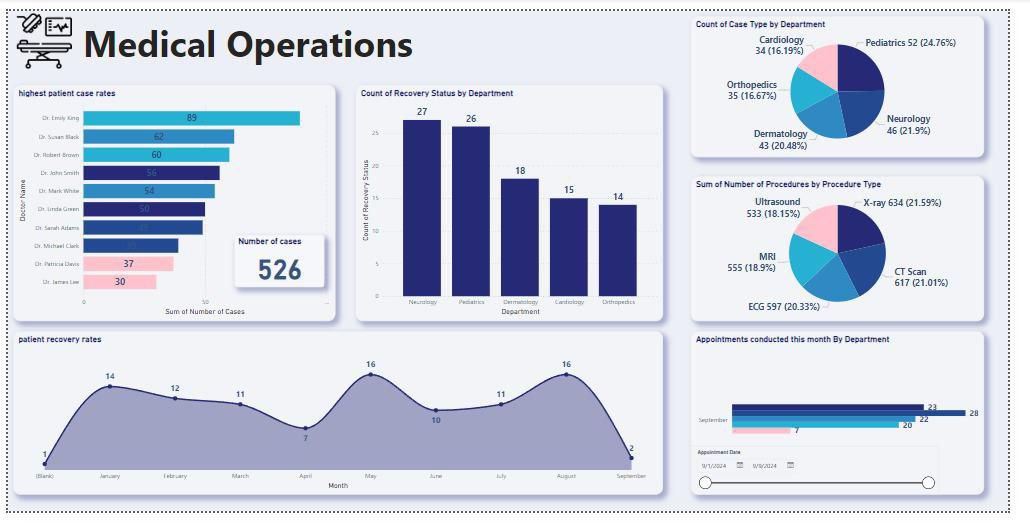 Medical Operations
highest patient case rates
Doctor Name
Dr. Emily King 89
Dr. Susan Black 62
Dr. Robert Brown 60
Dr. John Smith 56
Dr. Mark White 54
Dr. Linda Green 50
Dr. Sarah Adams
Dr. Michael Clark
Dr. Patricia Davis 37
Dr. James Lee 30
0 50
Sum of Number of Cases
Number of cases
526
Count of Recovery Status by Department
Count of Recovery Status
25
20
15
10
5
0
27 26 18 15 14
Neurology Pediatrics Dermatology Cardiology Orthopedics
Department
Count of Case Type by Department
Cardiology
34 (16.19%)
Pediatrics 52 (24.76%)
Orthopedics
35 (16.67%)
Neurology
46 (21.9%)
Dermatology
43 (20.48%)
Sum of Number of Procedures by Procedure Type
Ultrasound
533 (18.15%)
X-ray 634 (21.59%)
MRI
555 (18.9%)
CT Scan
617 (21.01%)
ECG 597 (20.33%)
patient recovery rates
1 14 12 11 7 16 10 11 16 2
(Blank) January February March April May June July August September
Month
Appointments conducted this month By Department
September
23
28
22
20
7
Appointment Date
9/1/2024 9/9/2024